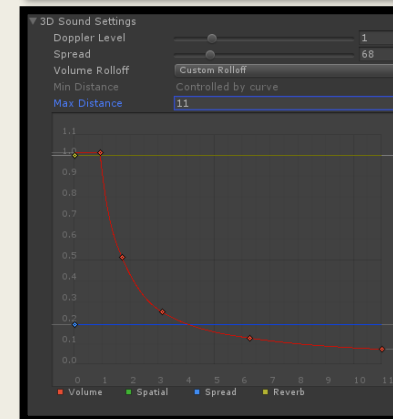 3D Sound Settings
Doppler Level 1
Spread 68
Volume Rolloff Custom Rolloff
Min Distance Controlled by curve
Max Distance 11
1.1
1.0
0.9
0.8
0.7
0.6
0.5
0.4
0.3
0.2
0.1
0.0
0 1 2 3 4 5 6 7 8 9 10 11
Volume Spatial Spread Reverb